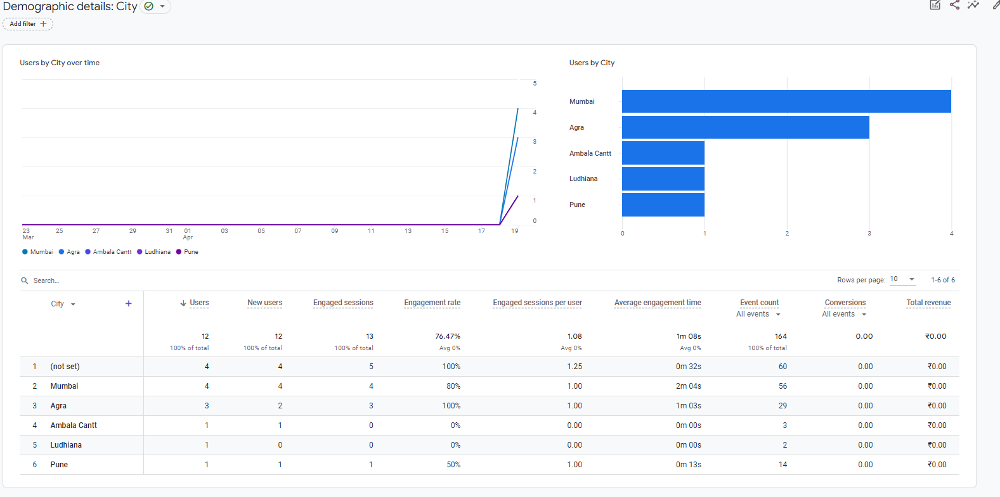 Demographic details: City
Add filter +
Users by City over time
5
4
3
2
1
0
23 25 27 29 31 01 03 05 07 09 11 13 15 17 19
Mar Apr
Mumbai Agra Ambala Cantt Ludhiana Pune
Users by City
Mumbai
Agra
Ambala Cantt
Ludhiana
Pune
0 1 2 3 4
Search...
Rows per page: 10 1-6 of 6
City + Users New users Engaged sessions Engagement rate Engaged sessions per user Average engagement time Event count Conversions Total revenue
All events All events
12 12 13 76.47% 1.08 1m 08s 164 0.00 ₹0.00
100% of total 100% of total 100% of total Avg 0% Avg 0% Avg 0% 100% of total
1 (not set) 4 4 5 100% 1.25 0m 32s 60 0.00 ₹0.00
2 Mumbai 4 4 4 80% 1.00 2m 04s 56 0.00 ₹0.00
3 Agra 3 2 3 100% 1.00 1m 03s 29 0.00 ₹0.00
4 Ambala Cantt 1 1 0 0% 0.00 0m 00s 3 0.00 ₹0.00
5 Ludhiana 1 0 0 0% 0.00 0m 00s 2 0.00 ₹0.00
6 Pune 1 1 1 50% 1.00 0m 13s 14 0.00 ₹0.00